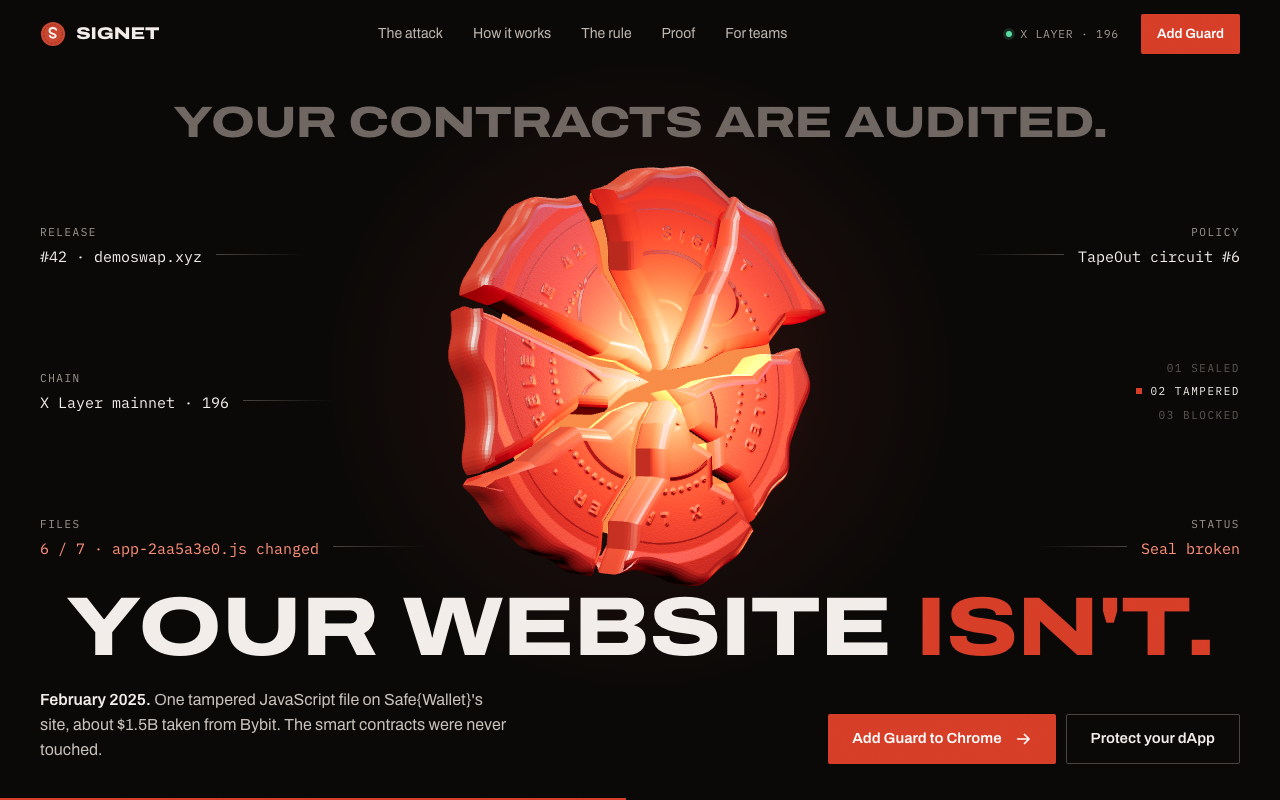 S SIGNET
The attack How it works The rule Proof For teams
X LAYER · 196
Add Guard
YOUR CONTRACTS ARE AUDITED.
RELEASE
#42 · demoswap.xyz
POLICY
TapeOut circuit #6
CHAIN
X Layer mainnet · 196
01 SEALED
02 TAMPERED
03 BLOCKED
FILES
6 / 7 · app-2aa5a3e0.js changed
STATUS
Seal broken
YOUR WEBSITE ISN'T.
February 2025. One tampered JavaScript file on Safe{Wallet}'s
site, about $1.5B taken from Bybit. The smart contracts were never
touched.
Add Guard to Chrome →
Protect your dApp